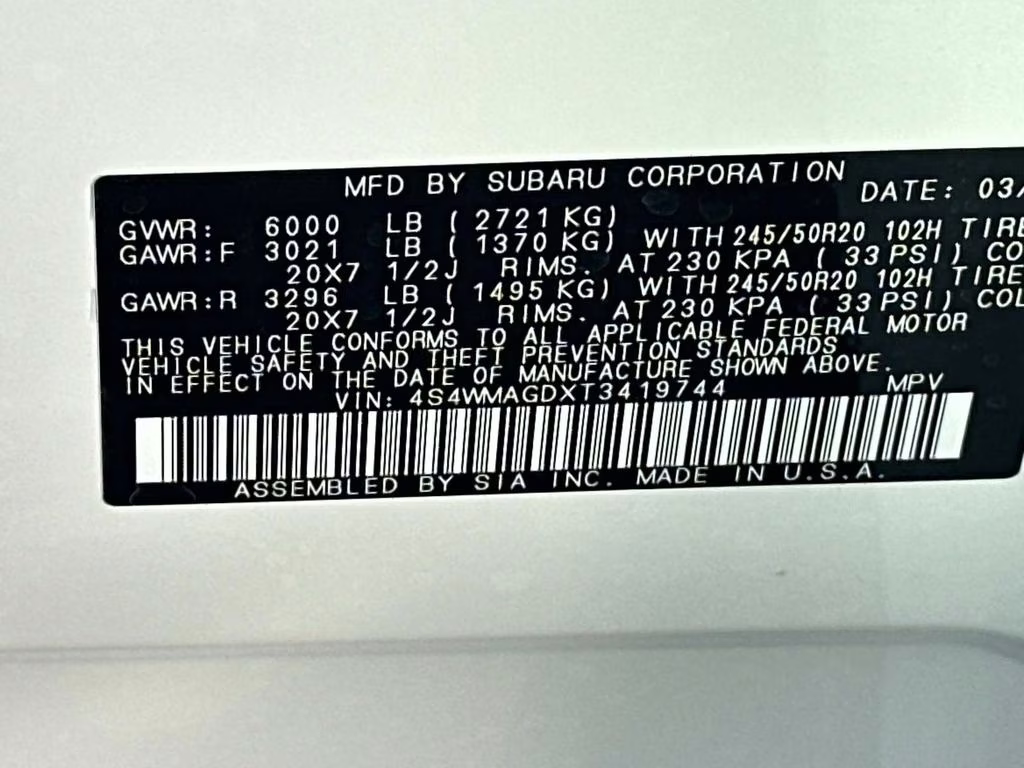 MFD BY SUBARU CORPORATION DATE: 03/
GVWR: 6000 LB ( 2721 KG)
GAWR:F 3021 LB ( 1370 KG) WITH 245/50R20 102H TIRE
20X7 1/2J RIMS. AT 230 KPA ( 33 PSI) CO
GAWR:R 3296 LB ( 1495 KG) WITH 245/50R20 102H TIRE
20X7 1/2J RIMS. AT 230 KPA ( 33 PSI) COL
THIS VEHICLE CONFORMS TO ALL APPLICABLE FEDERAL MOTOR
VEHICLE SAFETY AND THEFT PREVENTION STANDARDS
IN EFFECT ON THE DATE OF MANUFACTURE SHOWN ABOVE.
VIN: 4S4WMAGDXT3419744 MPV
ASSEMBLED BY SIA INC. MADE IN U.S.A.